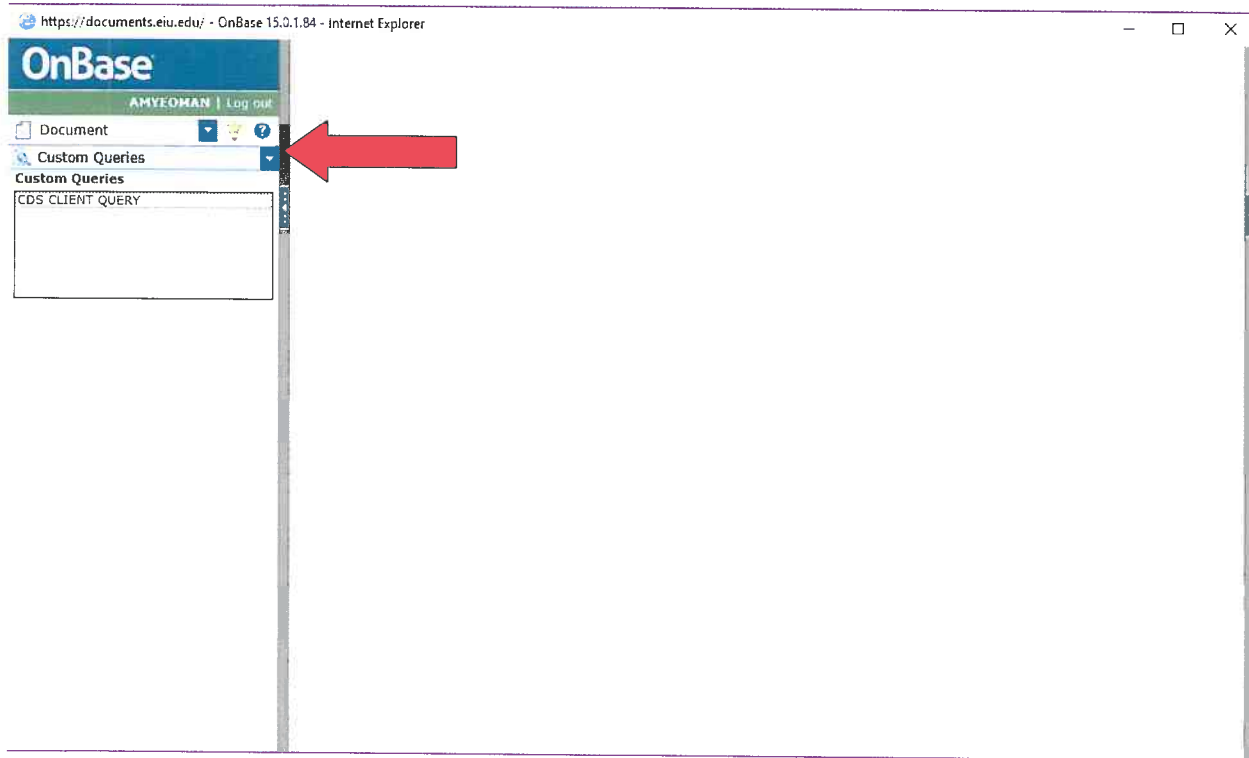 https://documents.eiu.edu/ - OnBase 15.0.1.84 - Internet Explorer
OnBase
AMYEOMAN | Log out
Document
Custom Queries
Custom Queries
CDS CLIENT QUERY